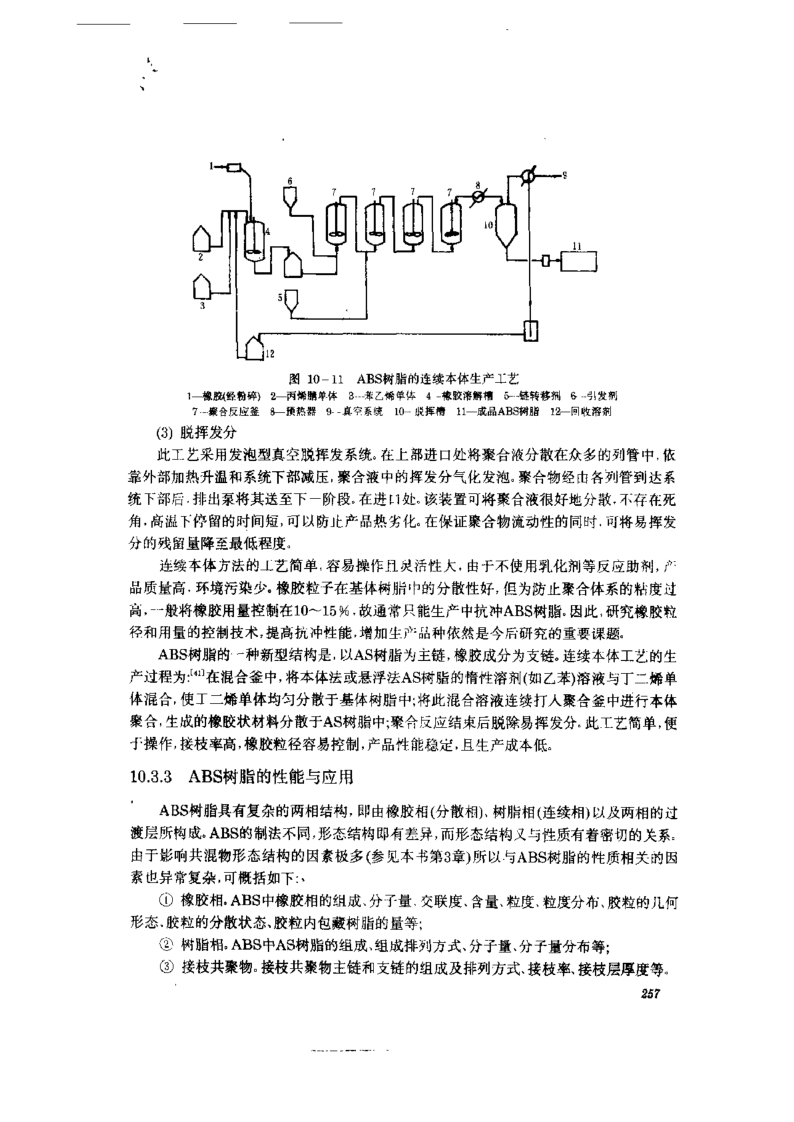 1
6
7
7
7
7
8
9
4
10
2
11
3
5
12
图 10-11 ABS树脂的连续本体生产工艺
1—橡胶(经粉碎) 2—丙烯腈单体 3—苯乙烯单体 4-橡胶溶解槽 5—链转移剂 6-引发剂
7-聚合反应釜 8—预热器 9-真空系统 10-脱挥槽 11—成品ABS树脂 12—回收溶剂
(3) 脱挥发分
此工艺采用发泡型真空脱挥发系统。在上部进口处将聚合液分散在众多的列管中,依
靠外部加热升温和系统下部减压,聚合液中的挥发分气化发泡。聚合物经由各列管到达系
统下部后,排出泵将其送至下一阶段。在进口处,该装置可将聚合液很好地分散,不存在死
角,高温下停留的时间短,可以防止产品热劣化。在保证聚合物流动性的同时,可将易挥发
分的残留量降至最低程度。
连续本体方法的工艺简单,容易操作且灵活性大,由于不使用乳化剂等反应助剂,产
品质量高,环境污染少。橡胶粒子在基体树脂中的分散性好,但为防止聚合体系的粘度过
高,一般将橡胶用量控制在10~15%,故通常只能生产中抗冲ABS树脂。因此,研究橡胶粒
径和用量的控制技术,提高抗冲性能,增加生产品种依然是今后研究的重要课题。
ABS树脂的一种新型结构是,以AS树脂为主链,橡胶成分为支链。连续本体工艺的生
产过程为:[41]在混合釜中,将本体法或悬浮法AS树脂的惰性溶剂(如乙苯)溶液与丁二烯单
体混合,使丁二烯单体均匀分散于基体树脂中;将此混合溶液连续打入聚合釜中进行本体
聚合,生成的橡胶状材料分散于AS树脂中;聚合反应结束后脱除易挥发分。此工艺简单,便
于操作,接枝率高,橡胶粒径容易控制,产品性能稳定,且生产成本低。
10.3.3 ABS树脂的性能与应用
ABS树脂具有复杂的两相结构,即由橡胶相(分散相)、树脂相(连续相)以及两相的过
渡层所构成。ABS的制法不同,形态结构即有差异,而形态结构又与性质有着密切的关系。
由于影响共混物形态结构的因素极多(参见本书第3章)所以与ABS树脂的性质相关的因
素也异常复杂,可概括如下:
① 橡胶相。ABS中橡胶相的组成、分子量、交联度、含量、粒度、粒度分布、胶粒的几何
形态、胶粒的分散状态、胶粒内包藏树脂的量等;
② 树脂相。ABS中AS树脂的组成、组成排列方式、分子量、分子量分布等;
③ 接枝共聚物。接枝共聚物主链和支链的组成及排列方式、接枝率、接枝层厚度等。
257